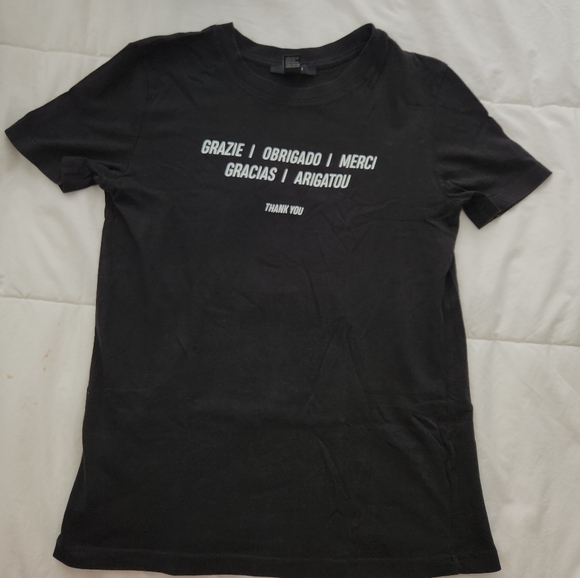 GRAZIE / OBRIGADO / MERCI
GRACIAS / ARIGATOU
THANK YOU